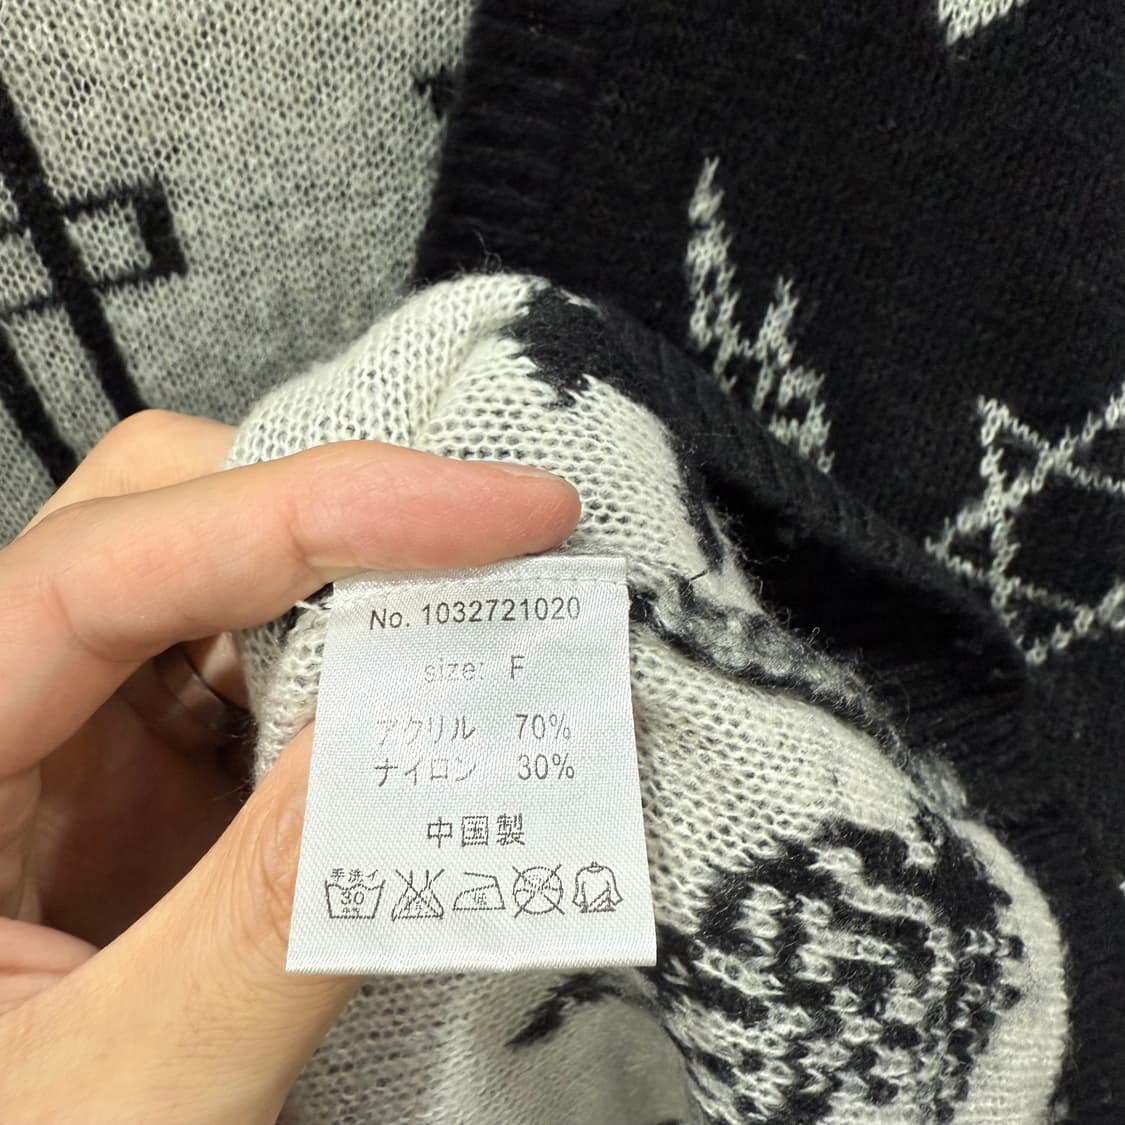 No. 1032721020
size: F
アクリル 70%
ナイロン 30%
中国製
手洗イ
30